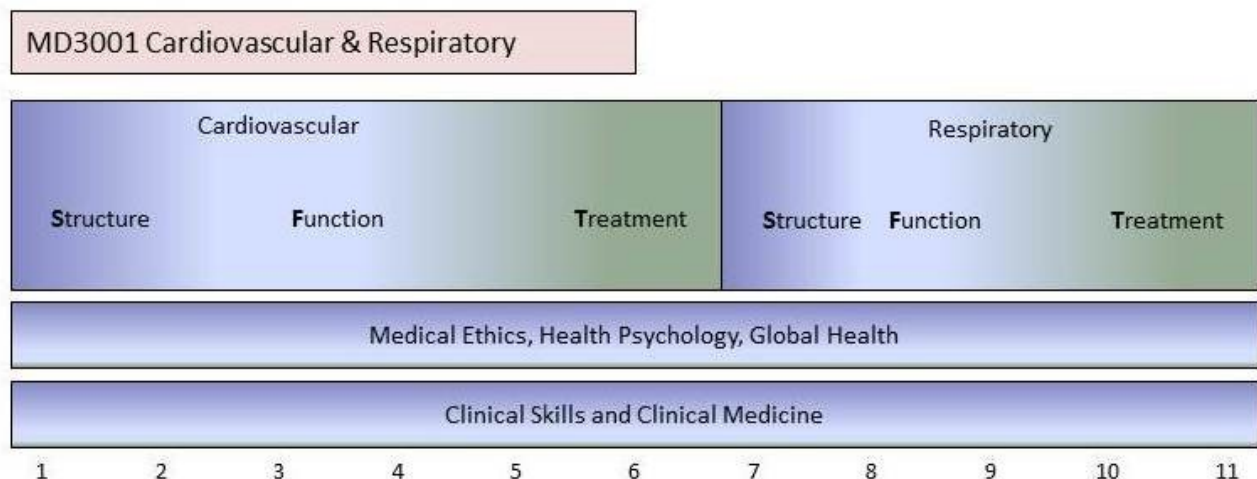 MD3001 Cardiovascular & Respiratory
Cardiovascular
Structure Function Treatment
Respiratory
Structure Function Treatment
Medical Ethics, Health Psychology, Global Health
Clinical Skills and Clinical Medicine
1 2 3 4 5 6 7 8 9 10 11